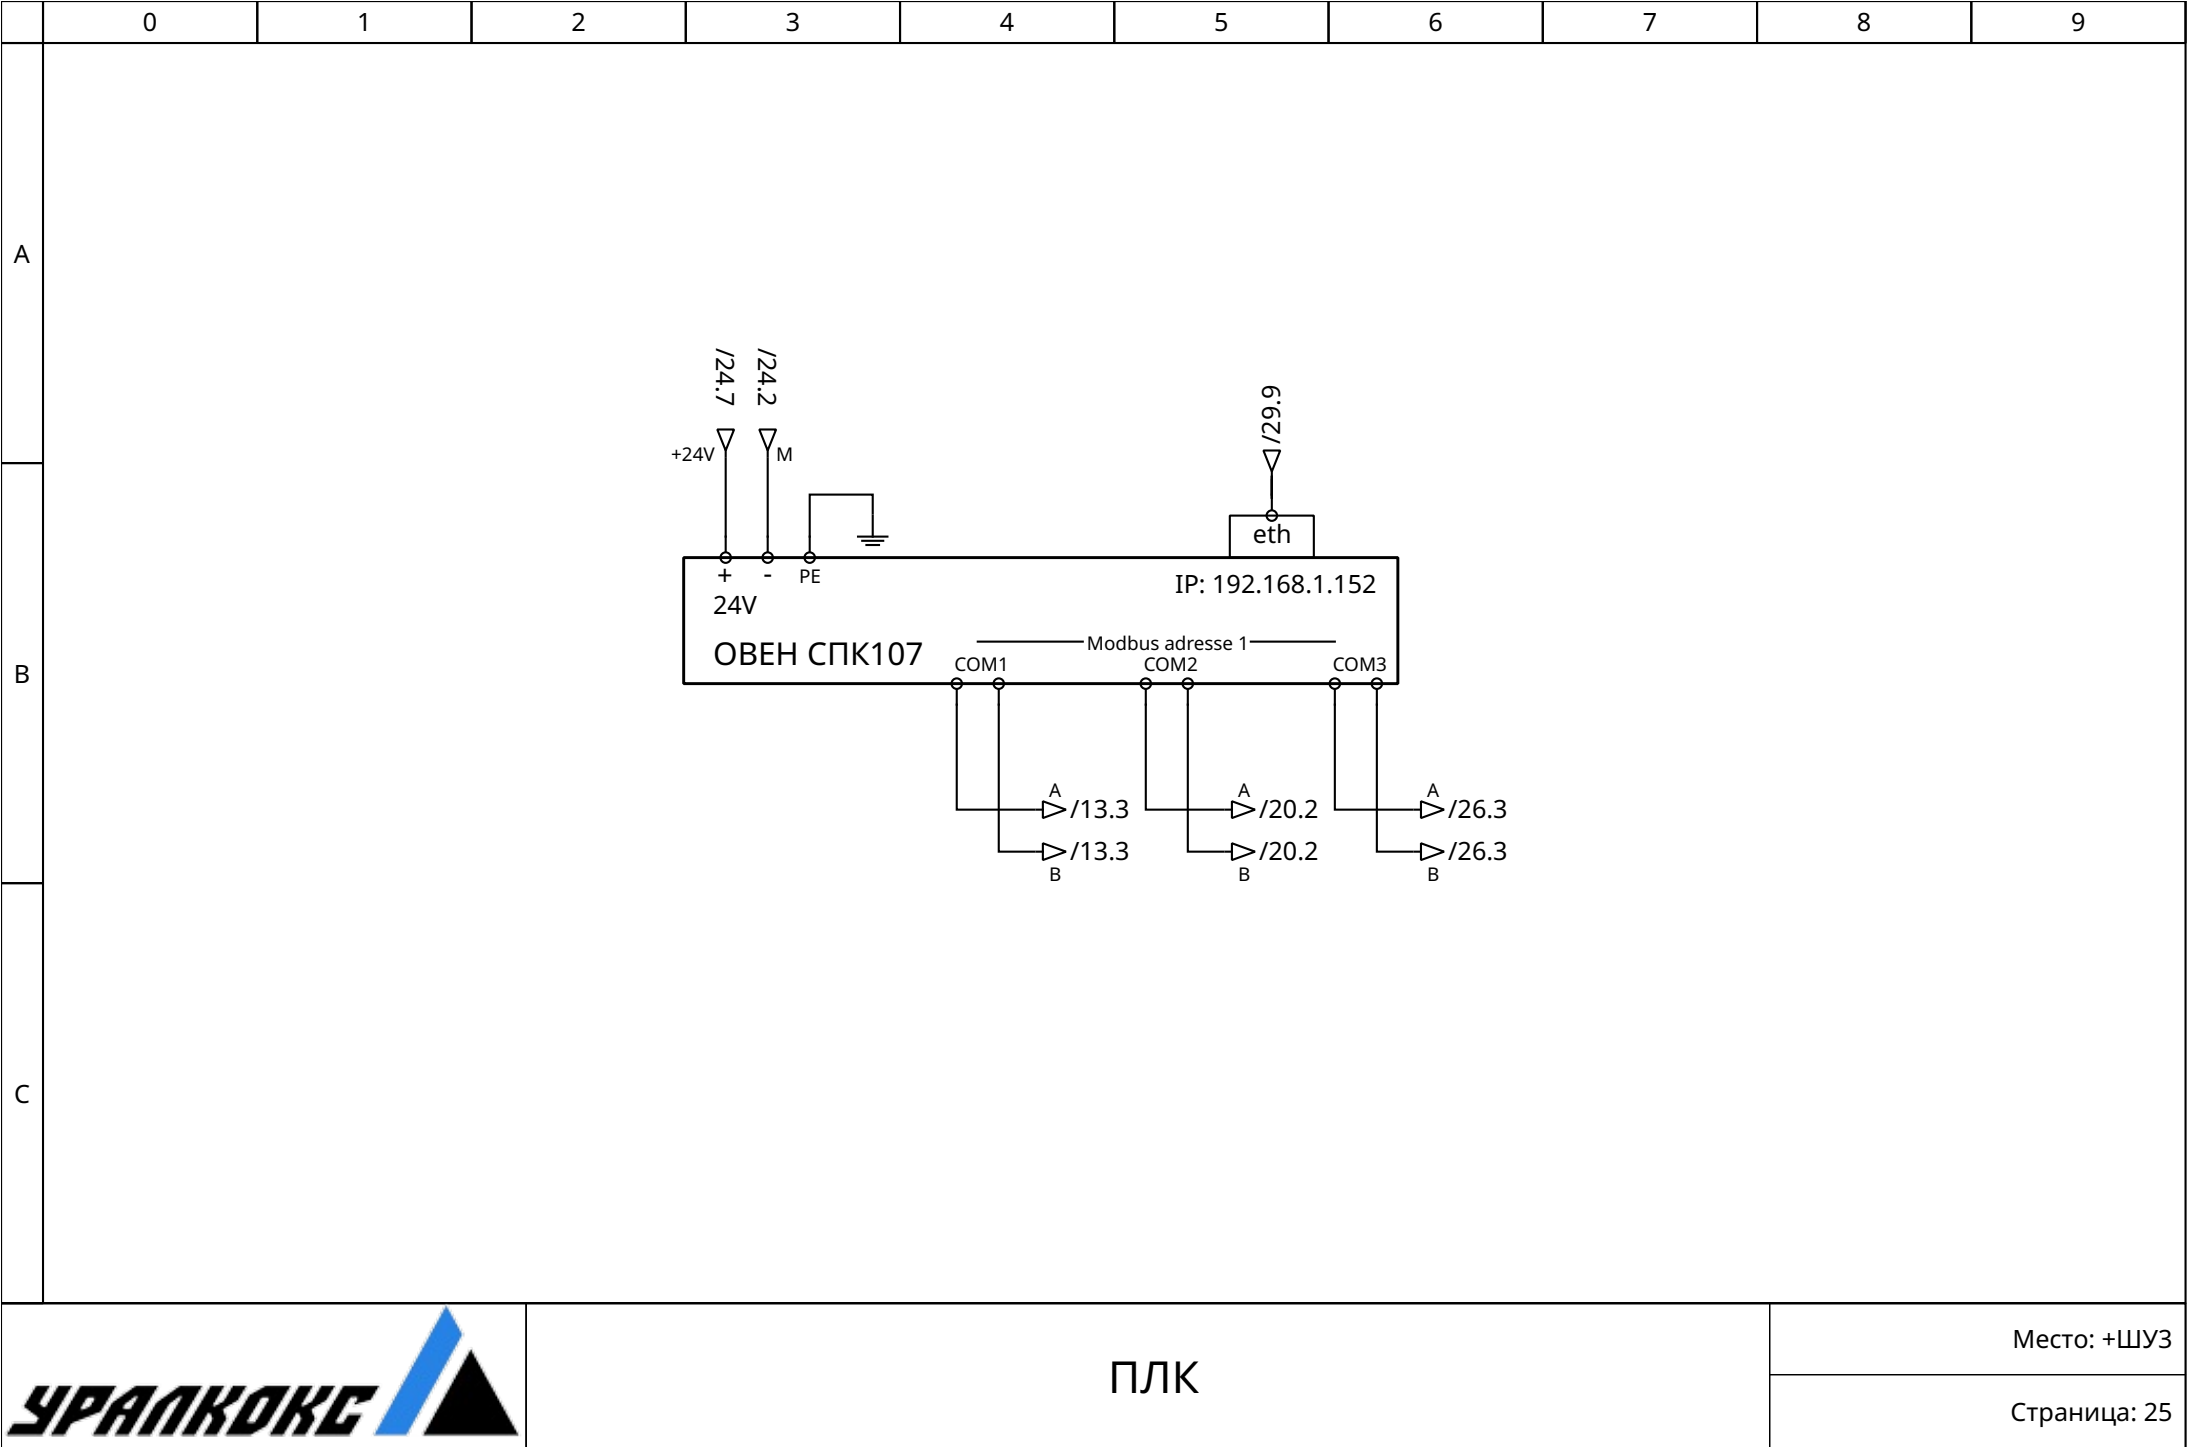 0 1 2 3 4 5 6 7 8 9
A
/24.7 /24.2
/29.9
+24V M
eth
+ - PE
IP: 192.168.1.152
24V
Modbus adresse 1
ОВЕН СПК107
COM1 COM2 COM3
B
A A A
/13.3 /20.2 /26.3
/13.3 /20.2 /26.3
B B B
C
УРАЛКОКС
ПЛК
Место: +ШУ3
Страница: 25